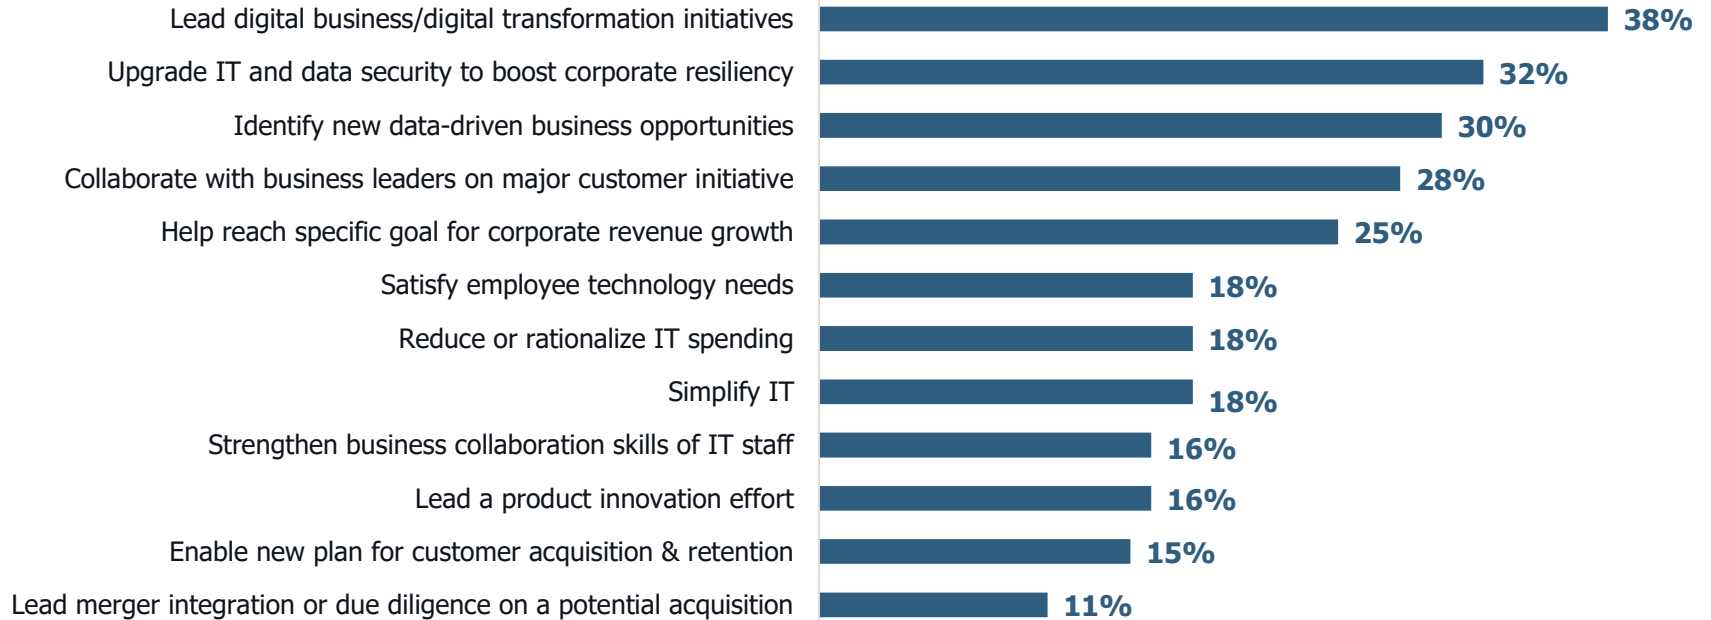 Lead digital business/digital transformation initiatives 38%
Upgrade IT and data security to boost corporate resiliency 32%
Identify new data-driven business opportunities 30%
Collaborate with business leaders on major customer initiative 28%
Help reach specific goal for corporate revenue growth 25%
Satisfy employee technology needs 18%
Reduce or rationalize IT spending 18%
Simplify IT 18%
Strengthen business collaboration skills of IT staff 16%
Lead a product innovation effort 16%
Enable new plan for customer acquisition & retention 15%
Lead merger integration or due diligence on a potential acquisition 11%